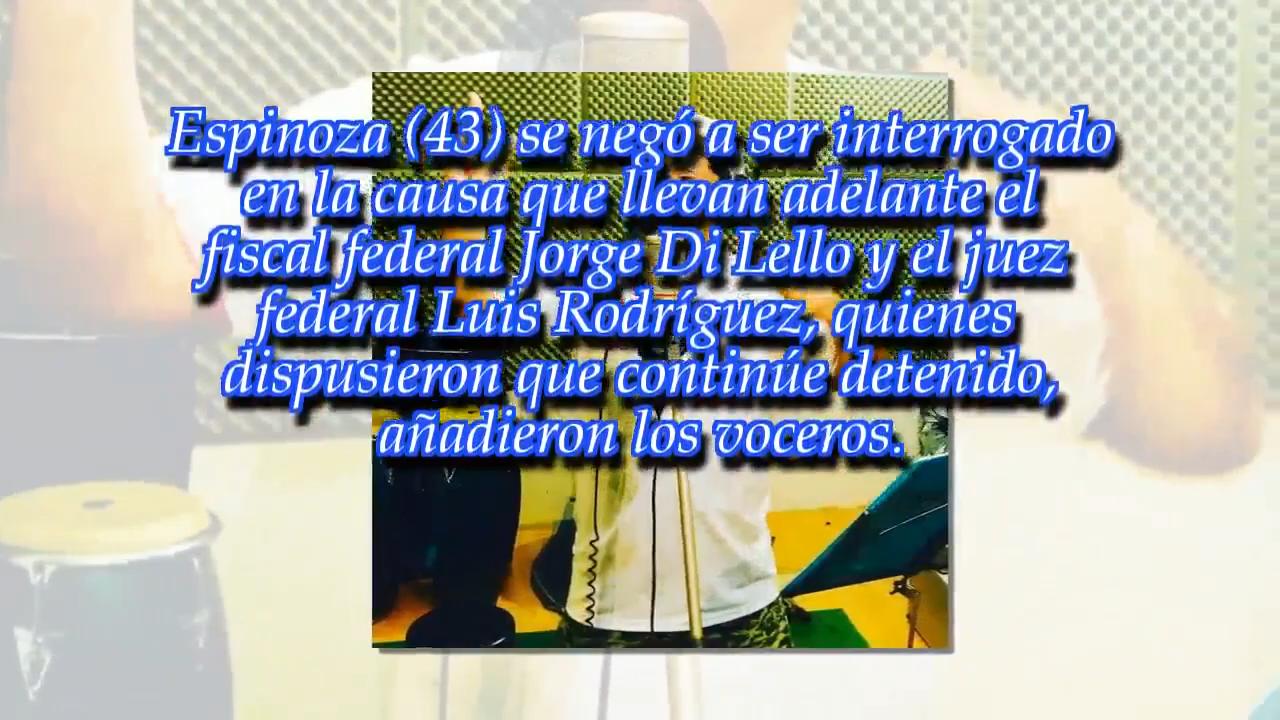 Espinoza (43) se negó a ser interrogado
en la causa que llevan adelante el
fiscal federal Jorge Di Lello y el juez
federal Luis Rodríguez, quienes
dispusieron que continúe detenido,
añadieron los voceros.